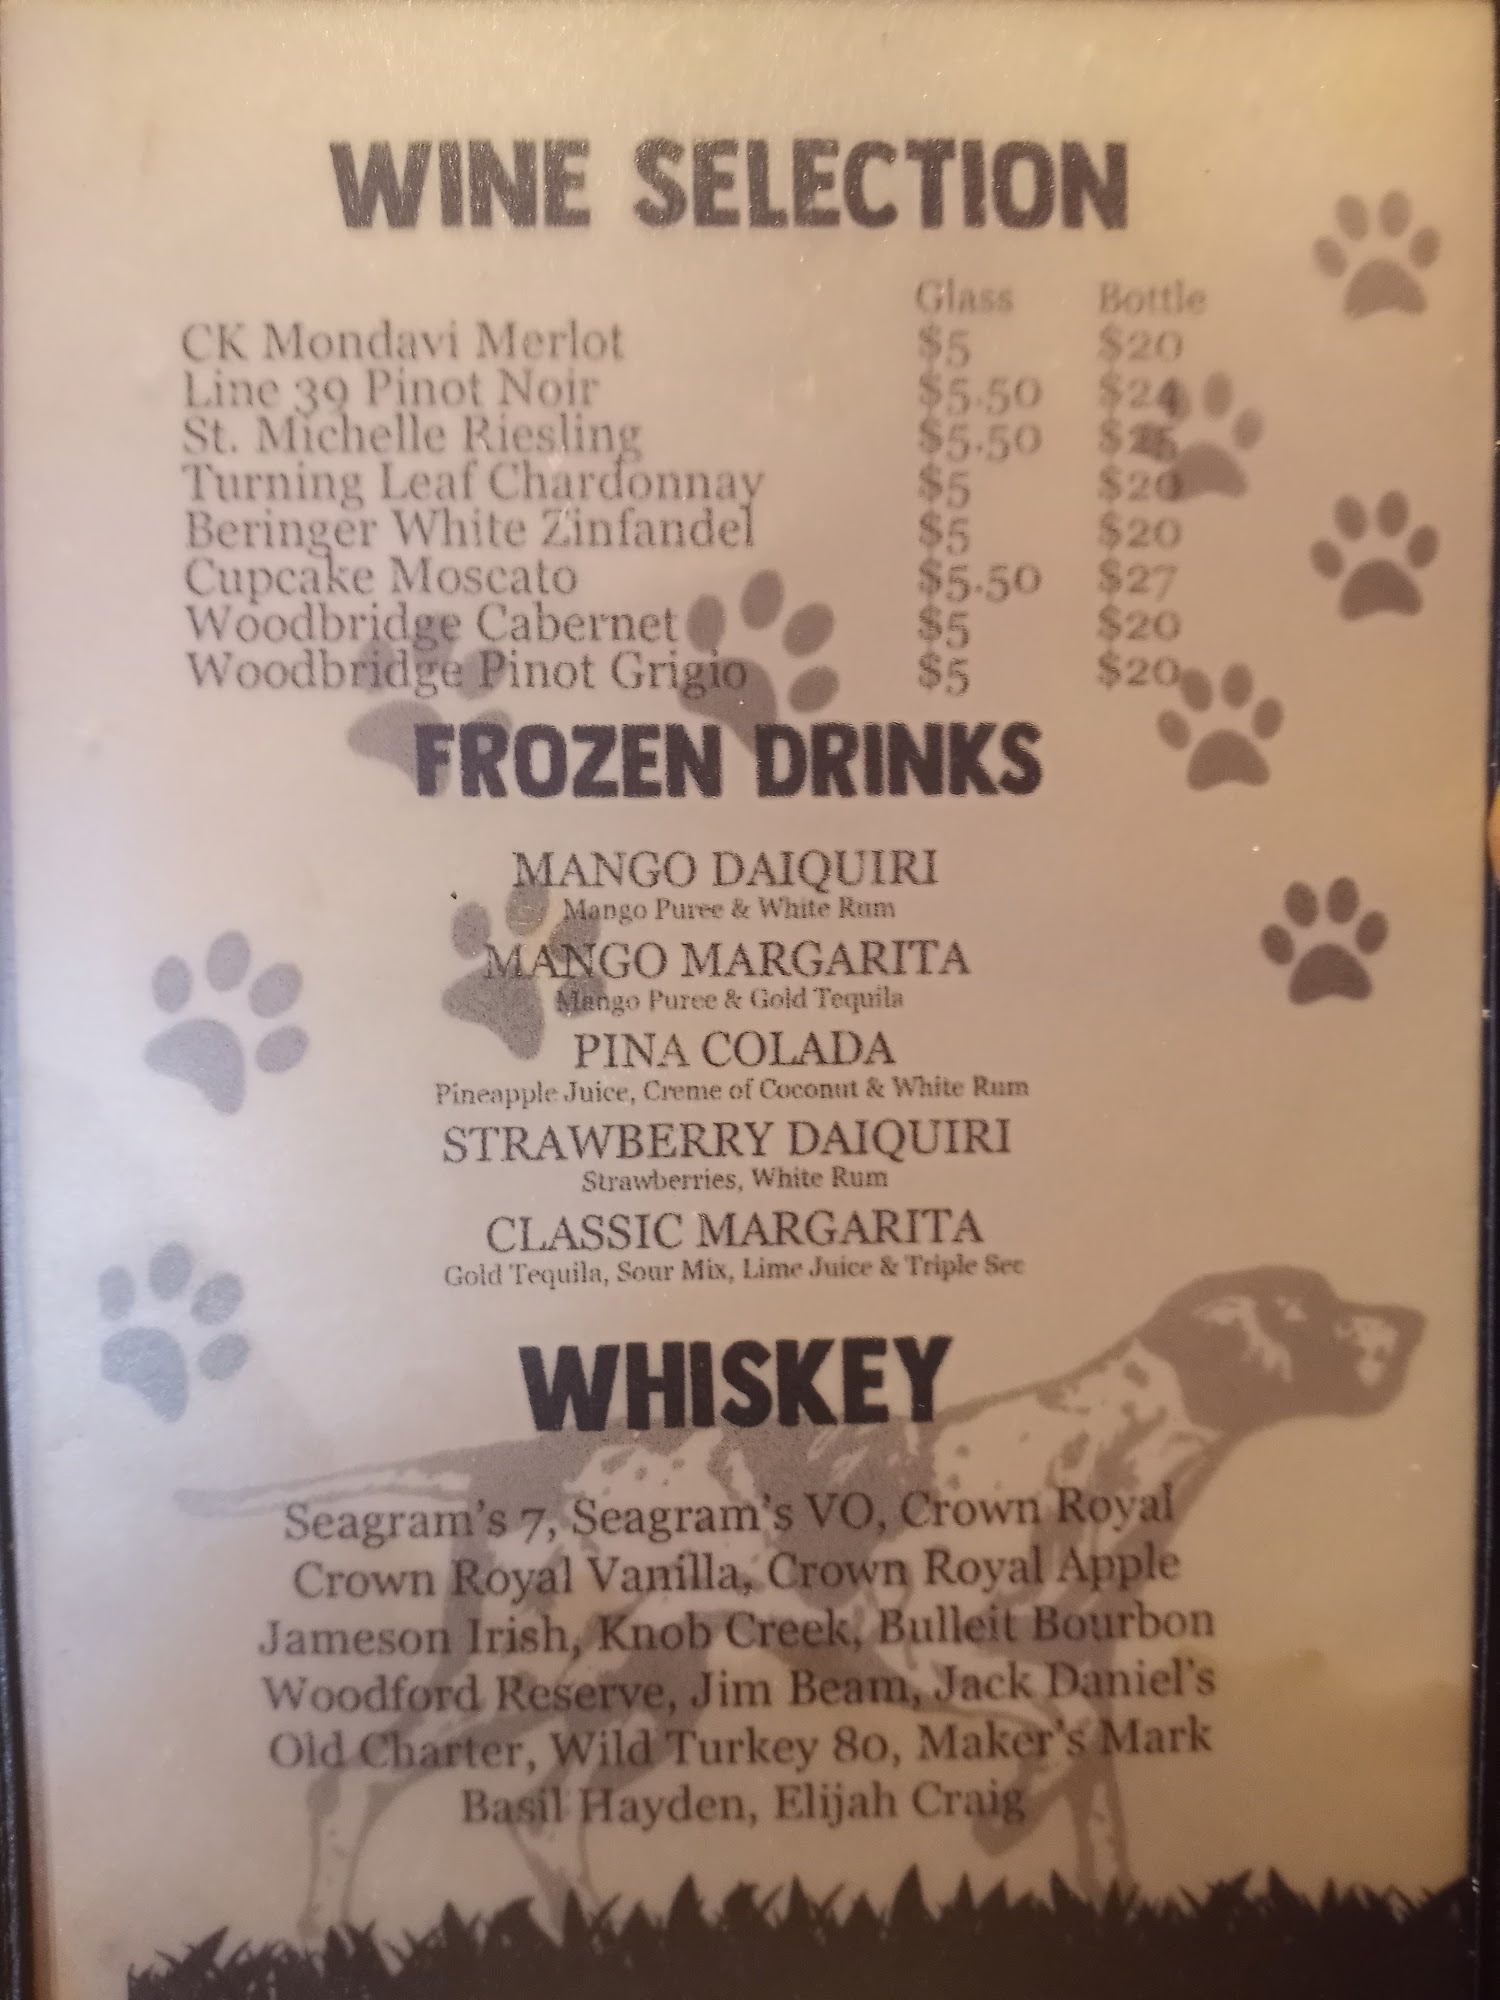 WINE SELECTION
Glass Bottle
CK Mondavi Merlot $5 $20
Line 39 Pinot Noir $5.50 $24
St. Michelle Riesling $5.50
Turning Leaf Chardonnay $5 $20
Beringer White Zinfandel $5 $20
Cupcake Moscato $5.50 $27
Woodbridge Cabernet $5 $20
Woodbridge Pinot Grigio $5 $20
FROZEN DRINKS
MANGO DAIQUIRI
Mango Puree & White Rum
MANGO MARGARITA
Mango Puree & Gold Tequila
PINA COLADA
Pineapple Juice, Creme of Coconut & White Rum
STRAWBERRY DAIQUIRI
Strawberries, White Rum
CLASSIC MARGARITA
Gold Tequila, Sour Mix, Lime Juice & Triple Sec
WHISKEY
Seagram's 7, Seagram's VO, Crown Royal
Crown Royal Vanilla, Crown Royal Apple
Jameson Irish, Knob Creek, Bulleit Bourbon
Woodford Reserve, Jim Beam, Jack Daniel's
Old Charter, Wild Turkey 80, Maker's Mark
Basil Hayden, Elijah Craig